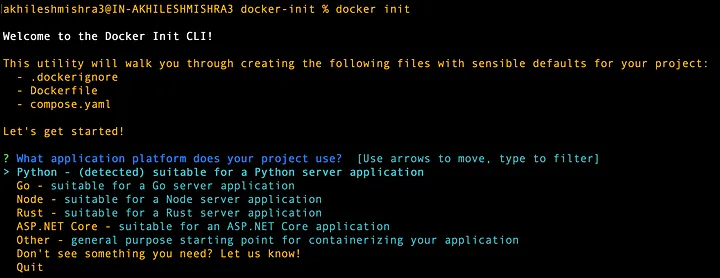 akhileshmishra3@IN-AKHILESHMISHRA3 docker-init % docker init
Welcome to the Docker Init CLI!
This utility will walk you through creating the following files with sensible defaults for your project:
- .dockerignore
- Dockerfile
- compose.yaml
Let's get started!
? What application platform does your project use? [Use arrows to move, type to filter]
> Python - (detected) suitable for a Python server application
Go - suitable for a Go server application
Node - suitable for a Node server application
Rust - suitable for a Rust server application
ASP.NET Core - suitable for an ASP.NET Core application
Other - general purpose starting point for containerizing your application
Don't see something you need? Let us know!
Quit